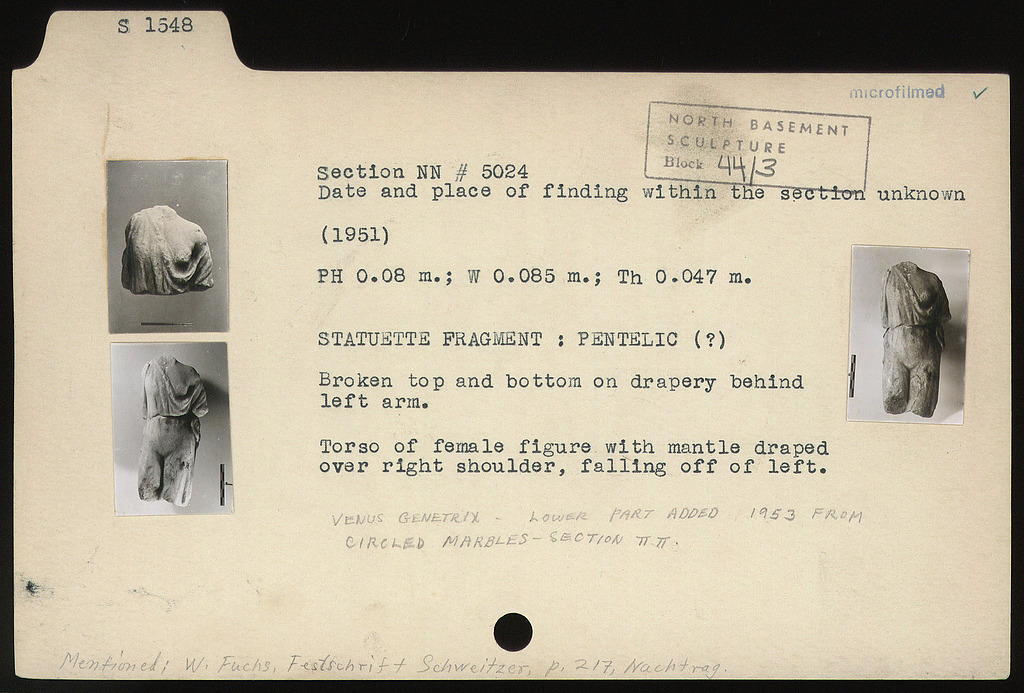 S 1548
microfilmed ✓
NORTH BASEMENT
SCULPTURE
Block 44/3
Section NN # 5024
Date and place of finding within the section unknown
(1951)
PH 0.08 m.; W 0.085 m.; Th 0.047 m.
STATUETTE FRAGMENT : PENTELIC (?)
Broken top and bottom on drapery behind
left arm.
Torso of female figure with mantle draped
over right shoulder, falling off of left.
VENUS GENETRIX - LOWER PART ADDED 1953 FROM
CIRCLED MARBLES - SECTION ΠΠ.
Mentioned; W. Fuchs, Festschrift Schweitzer, p. 217, Nachtrag.